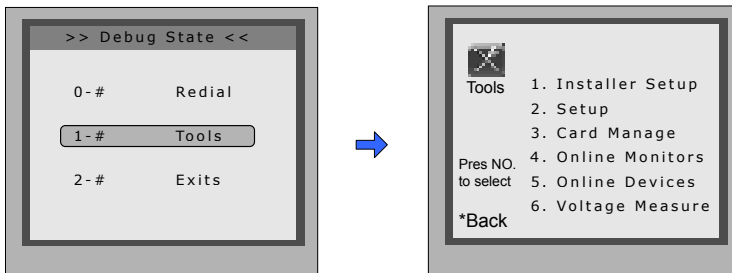 >> Debug State <<
0-# Redial
1-# Tools
2-# Exits
Tools
1. Installer Setup
2. Setup
3. Card Manage
4. Online Monitors
5. Online Devices
6. Voltage Measure
Pres NO.
to select
*Back